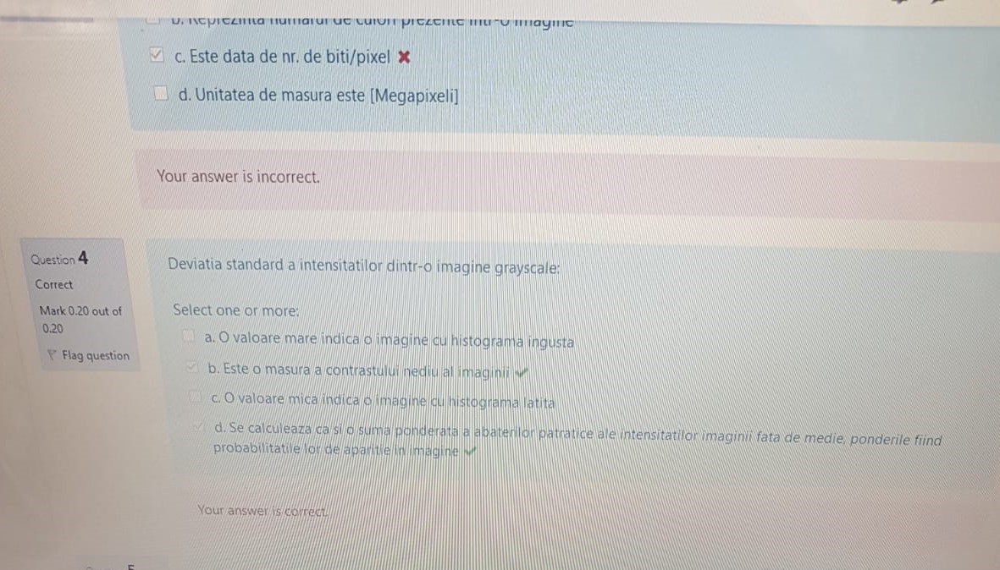 b. Reprezinta numarul de culori prezente intr-o imagine
c. Este data de nr. de biti/pixel
d. Unitatea de masura este [Megapixeli]
Your answer is incorrect.
Question 4
Correct
Mark 0.20 out of
0.20
Flag question
Deviatia standard a intensitatilor dintr-o imagine grayscale:
Select one or more:
a. O valoare mare indica o imagine cu histograma ingusta
b. Este o masura a contrastului nediu al imaginii
c. O valoare mica indica o imagine cu histograma latita
d. Se calculeaza ca si o suma ponderata a abaterilor patratice ale intensitatilor imaginii fata de medie, ponderile fiind
probabilitatile lor de aparitie in imagine
Your answer is correct.